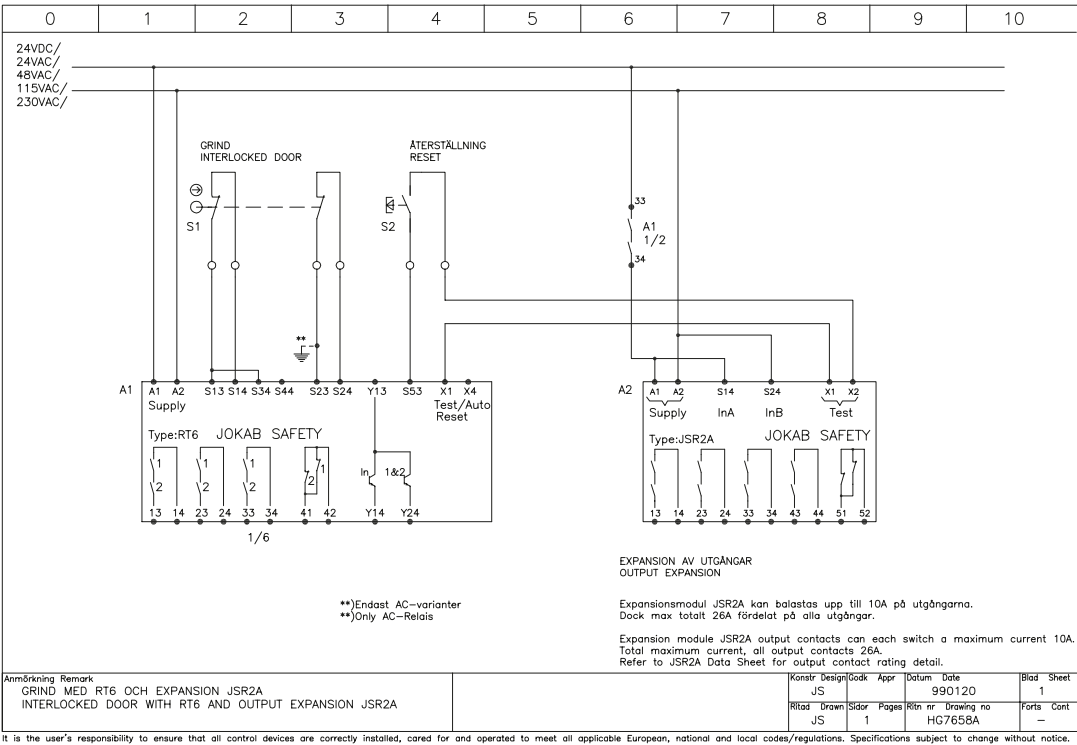 0 1 2 3 4 5 6 7 8 9 10
24VDC/
24VAC/
48VAC/
115VAC/
230VAC/
GRIND
INTERLOCKED DOOR
ÅTERSTÄLLNING
RESET
S1
S2
33
A1
1/2
34
**
A1
A1 A2 S13 S14 S34 S44 S23 S24 Y13 S53 X1 X4
Supply
Test/Auto
Reset
Type:RT6 JOKAB SAFETY
1 1 1 1
2 2 2 2
In 1&2
13 14 23 24 33 34 41 42 Y14 Y24
1/6
A2
A1 A2 S14 S24 X1 X2
Supply InA InB Test
Type:JSR2A JOKAB SAFETY
13 14 23 24 33 34 43 44 51 52
EXPANSION AV UTGÅNGAR
OUTPUT EXPANSION
**)Endast AC-varianter
**)Only AC-Relais
Expansionsmodul JSR2A kan balastas upp till 10A på utgångarna.
Dock max totalt 26A fördelat på alla utgångar.
Expansion module JSR2A output contacts can each switch a maximum current 10A.
Total maximum current, all output contacts 26A.
Refer to JSR2A Data Sheet for output contact rating detail.
Anmörkning Remark
GRIND MED RT6 OCH EXPANSION JSR2A
INTERLOCKED DOOR WITH RT6 AND OUTPUT EXPANSION JSR2A
Konstr Design Godk Appr Datum Date Blad Sheet
JS 990120 1
Ritad Drawn Sidor Pages Ritn nr Drawing no Forts Cont
JS 1 HG7658A -
It is the user's responsibility to ensure that all control devices are correctly installed, cared for and operated to meet all applicable European, national and local codes/regulations. Specifications subject to change without notice.